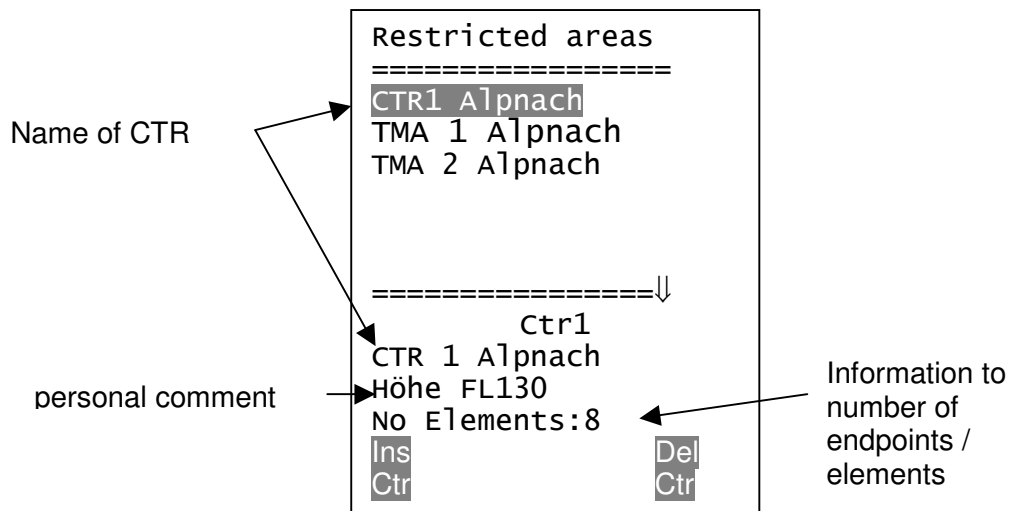 Restricted areas
=================
CTR1 Alpnach
TMA 1 Alpnach
TMA 2 Alpnach
Name of CTR
================⇓
Ctr1
CTR 1 Alpnach
Höhe FL130
No Elements:8
personal comment
Information to
number of
endpoints /
elements
Ins Del
Ctr Ctr